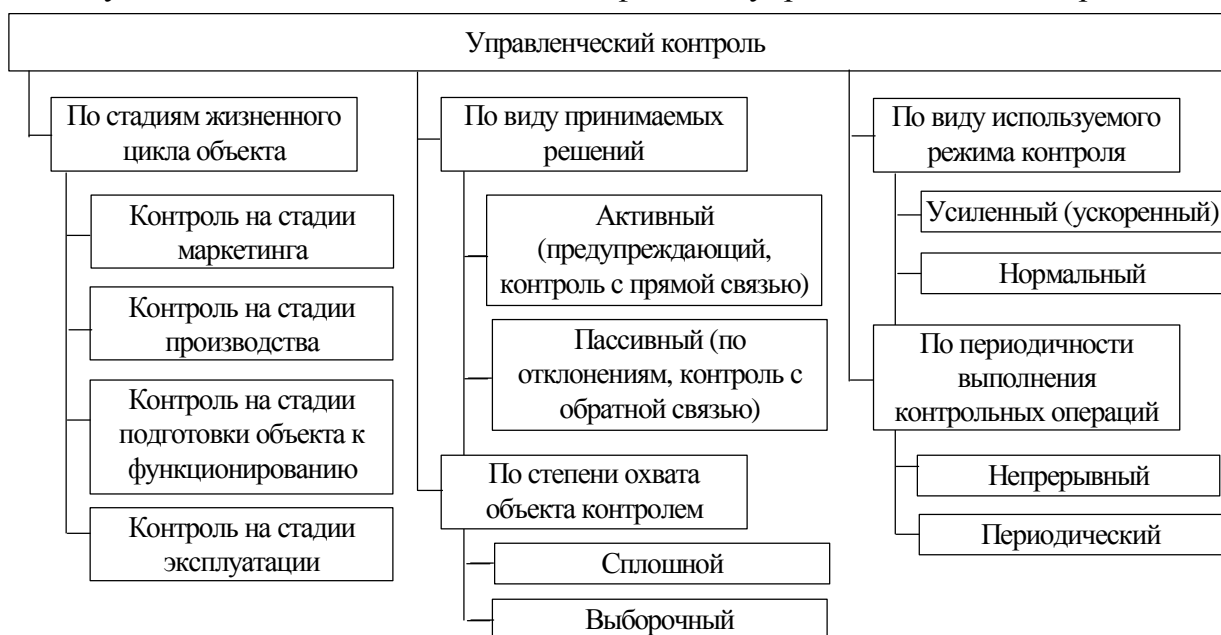 Управленческий контроль
По стадиям жизненного
цикла объекта
Контроль на стадии
маркетинга
Контроль на стадии
производства
Контроль на стадии
подготовки объекта к
функционированию
Контроль на стадии
эксплуатации
По виду принимаемых
решений
Активный
(предупреждающий,
контроль с прямой связью)
Пассивный (по
отклонениям, контроль с
обратной связью)
По степени охвата
объекта контролем
Сплошной
Выборочный
По виду используемого
режима контроля
Усиленный (ускоренный)
Нормальный
По периодичности
выполнения
контрольных операций
Непрерывный
Периодический